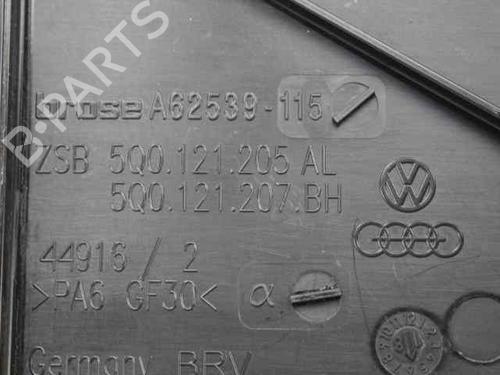 B-PARTS
brose A62539-115
ZSB 5Q0.121.205 AL
5Q0.121.207.BH
44916 / 2
>PA6 GF30< α
Germany BRV